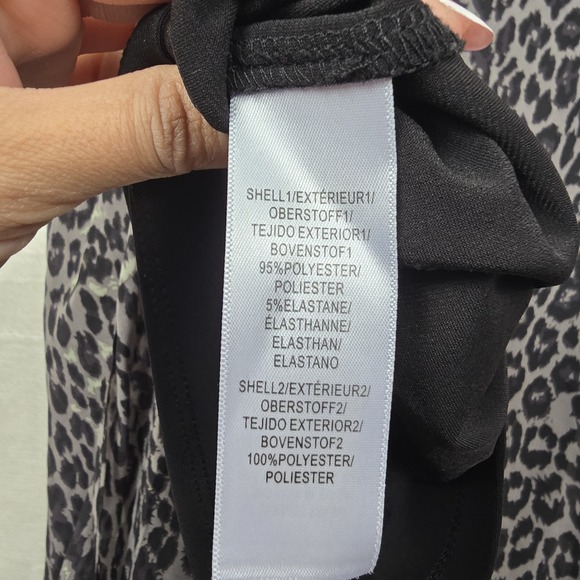 SHELL1/EXTÉRIEUR1/
OBERSTOFF1/
TEJIDO EXTERIOR1/
BOVENSTOF1
95%POLYESTER/
POLIESTER
5%ELASTANE/
ÉLASTHANNE/
ELASTHAN/
ELASTANO
SHELL2/EXTÉRIEUR2/
OBERSTOFF2/
TEJIDO EXTERIOR2/
BOVENSTOF2
100%POLYESTER/
POLIESTER